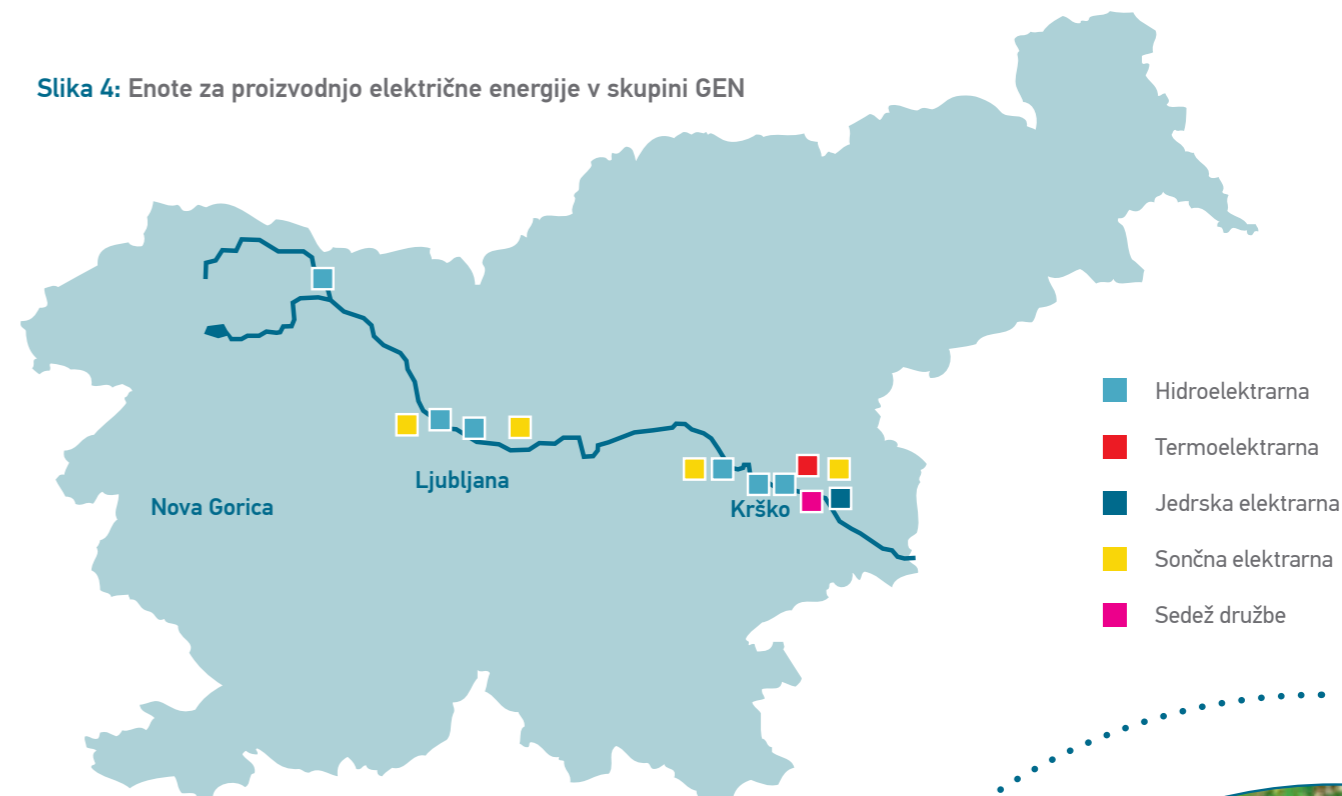 Slika 4: Enote za proizvodnjo električne energije v skupini GEN
Hidroelektrarna
Termoelektrarna
Ljubljana
Nova Gorica
Krško
Jedrska elektrarna
Sončna elektrarna
Sedež družbe